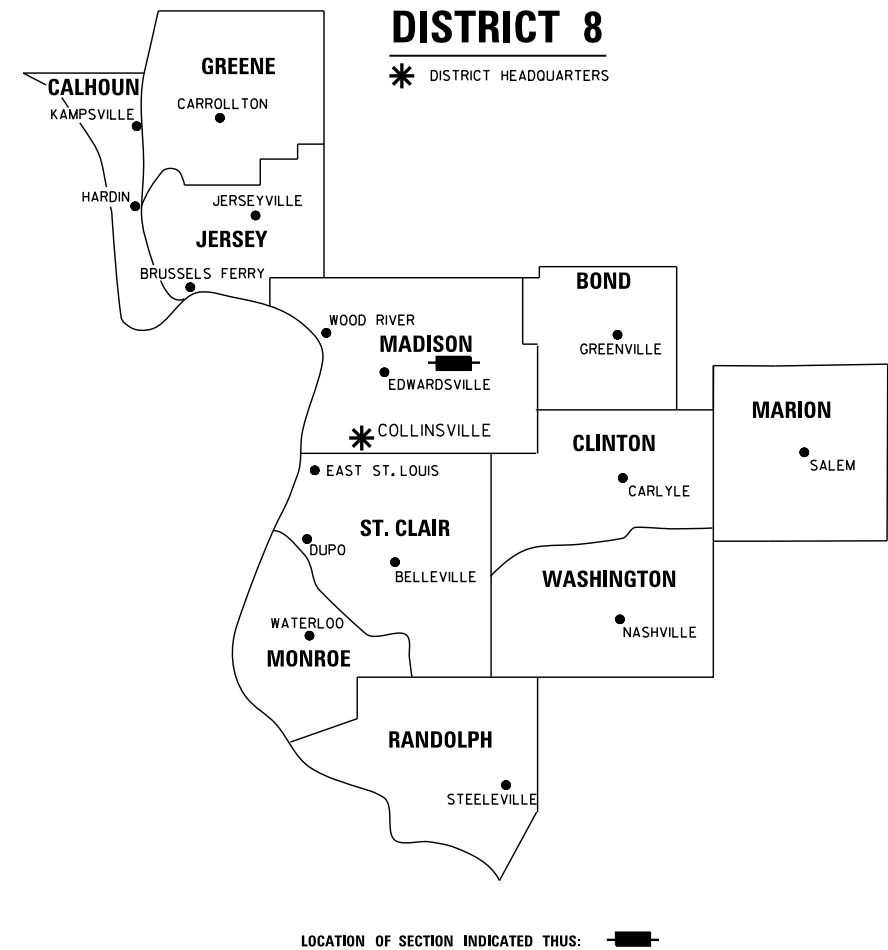 DISTRICT 8
DISTRICT HEADQUARTERS
GREENE
CALHOUN
CARROLLTON
KAMPSVILLE
HARDIN
JERSEYVILLE
JERSEY
BRUSSELS FERRY
BOND
WOOD RIVER
MADISON
GREENVILLE
EDWARDSVILLE
MARION
COLLINSVILLE
CLINTON
SALEM
EAST ST. LOUIS
CARLYLE
ST. CLAIR
DUPO
BELLEVILLE
WASHINGTON
WATERLOO
NASHVILLE
MONROE
RANDOLPH
STEELEVILLE
LOCATION OF SECTION INDICATED THUS: